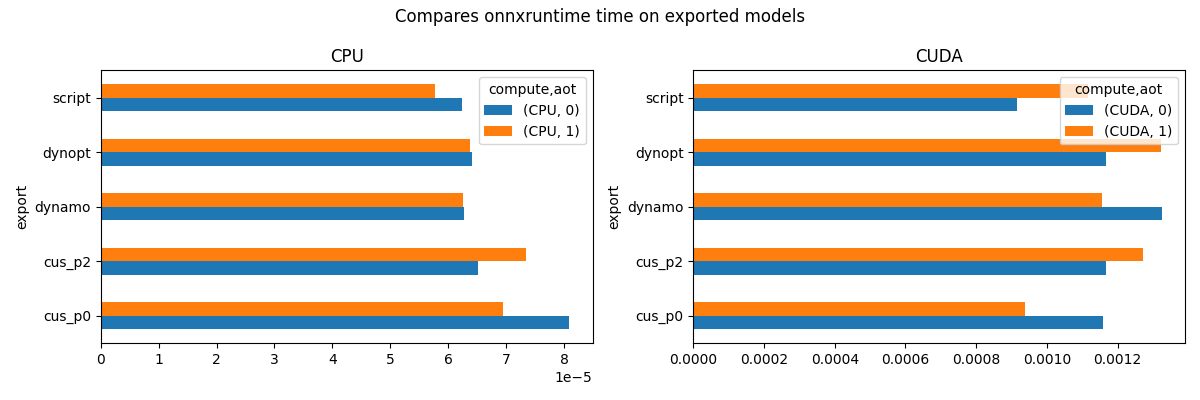 Compares onnxruntime time on exported models
CPU
export
script
dynopt
dynamo
cus_p2
cus_p0
compute,aot
(CPU, 0)
(CPU, 1)
0 1 2 3 4 5 6 7 8
1e−5
CUDA
export
script
dynopt
dynamo
cus_p2
cus_p0
compute,aot
(CUDA, 0)
(CUDA, 1)
0.0000 0.0002 0.0004 0.0006 0.0008 0.0010 0.0012